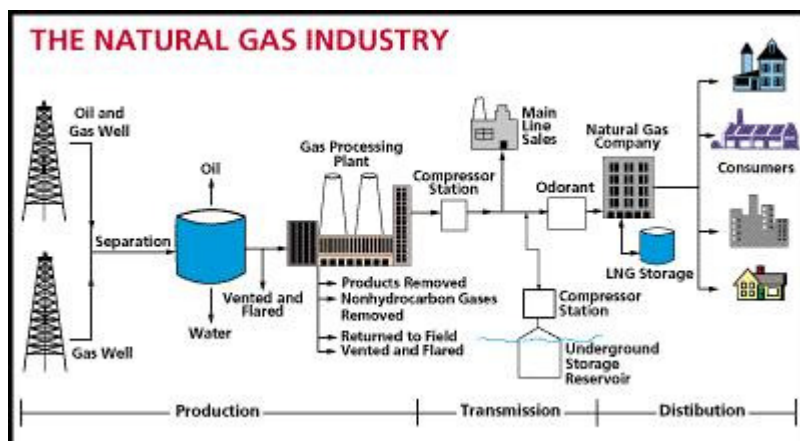 THE NATURAL GAS INDUSTRY
Oil and
Gas Well
Gas Well
Separation
Oil
Water
Vented and
Flared
Gas Processing
Plant
Products Removed
Nonhydrocarbon Gases
Removed
Returned to Field
Vented and Flared
Compressor
Station
Main
Line
Sales
Odorant
Compressor
Station
Underground
Storage
Reservoir
Natural Gas
Company
LNG Storage
Consumers
Production
Transmission
Distibution